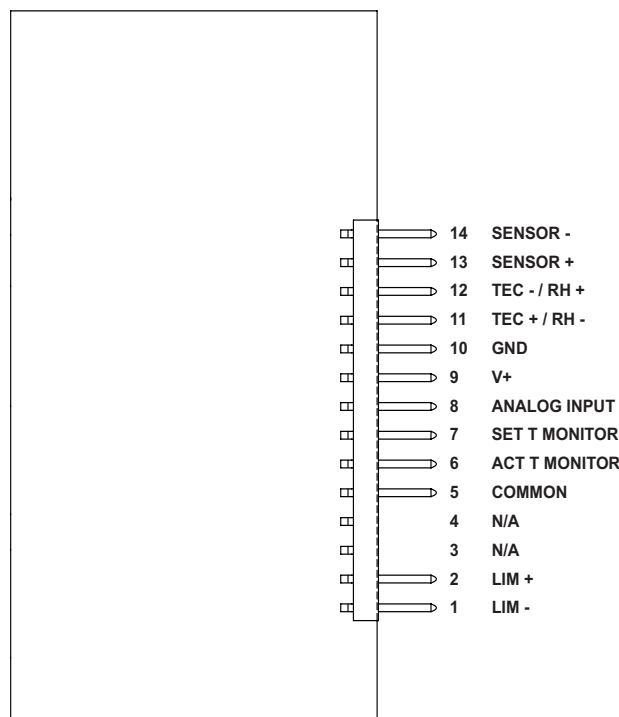 14 SENSOR -
13 SENSOR +
12 TEC - / RH +
11 TEC + / RH -
10 GND
9 V+
8 ANALOG INPUT
7 SET T MONITOR
6 ACT T MONITOR
5 COMMON
4 N/A
3 N/A
2 LIM +
1 LIM -